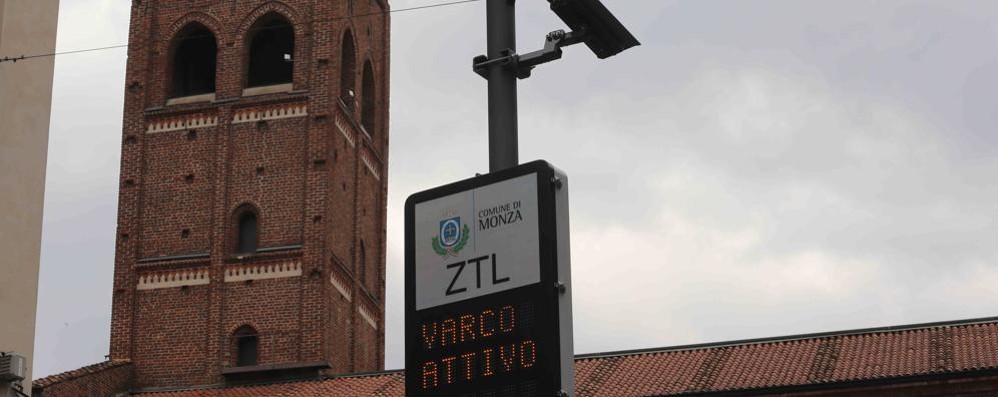 COMUNE DI
MONZA
ZTL
VARCO
ATTIVO